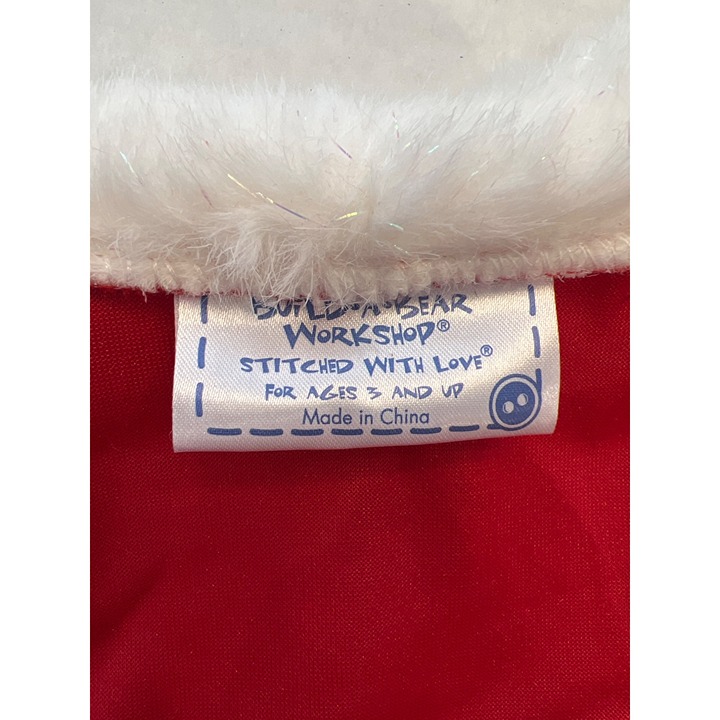 BUILD-A-BEAR
WORKSHOP®
STITCHED WITH LOVE®
FOR AGES 3 AND UP
Made in China